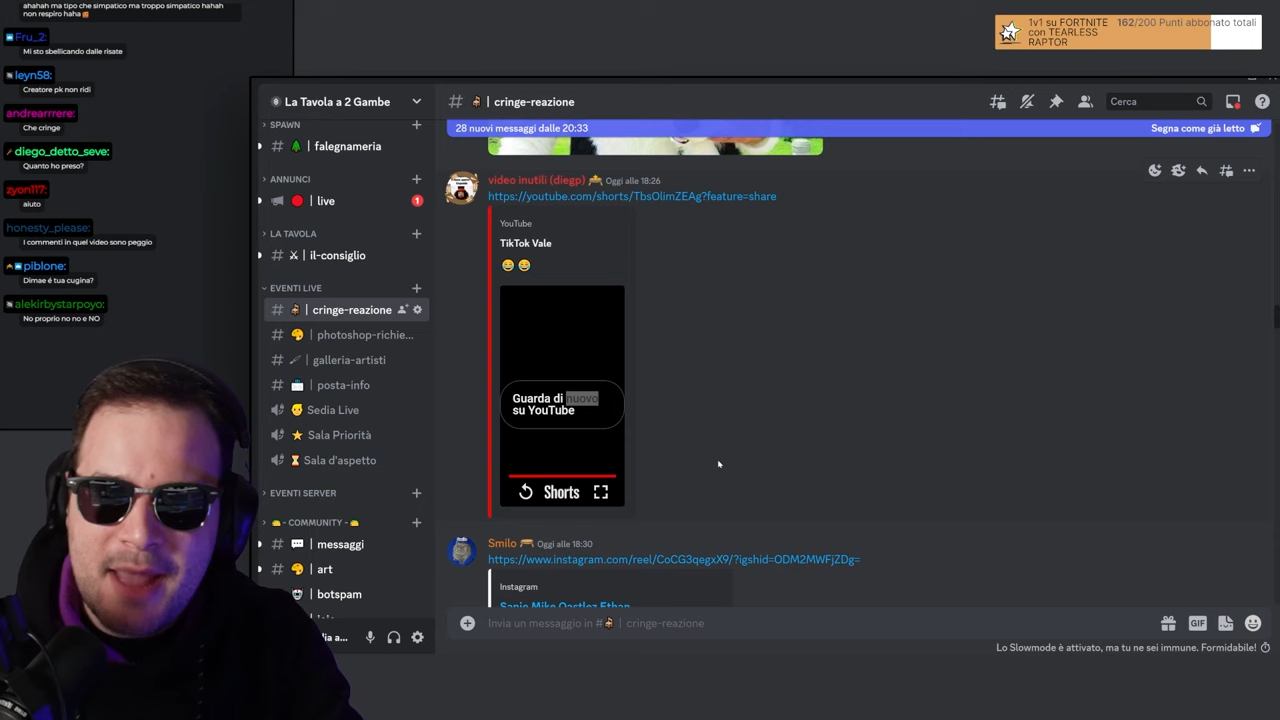 ahahah ma tipo che simpatico ma troppo simpatico hahah
non respiro haha
Fru_2:
Mi sto sbellicando dalle risate
leyn58:
Creatore pk non ridi
andrearrrere:
Che cringe
diego_detto_seve:
Quanto ho preso?
zyon117:
aiuto
honesty_please:
I commenti in quel video sono peggio
piblone:
Dimae é tua cugina?
alekirbystarpoyo:
No proprio no no e NO
1v1 su FORTNITE
con TEARLESS
RAPTOR
162/200 Punti abbonato totali
La Tavola a 2 Gambe
SPAWN
| falegnameria
ANNUNCI
| live
1
LA TAVOLA
| il-consiglio
EVENTI LIVE
| cringe-reazione
| photoshop-richie...
| galleria-artisti
| posta-info
Sedia Live
Sala Priorità
Sala d'aspetto
EVENTI SERVER
- COMMUNITY -
| messaggi
| art
| botspam
# | cringe-reazione
Cerca
28 nuovi messaggi dalle 20:33
Segna come già letto
video inutili (diegp) Oggi alle 18:26
https://youtube.com/shorts/TbsOlimZEAg?feature=share
YouTube
TikTok Vale
Guarda di nuovo
su YouTube
Shorts
Smilo Oggi alle 18:30
https://www.instagram.com/reel/CoCG3qegxX9/?igshid=ODM2MWFjZDg=
Instagram
Invia un messaggio in # | cringe-reazione
GIF
Lo Slowmode è attivato, ma tu ne sei immune. Formidabile!